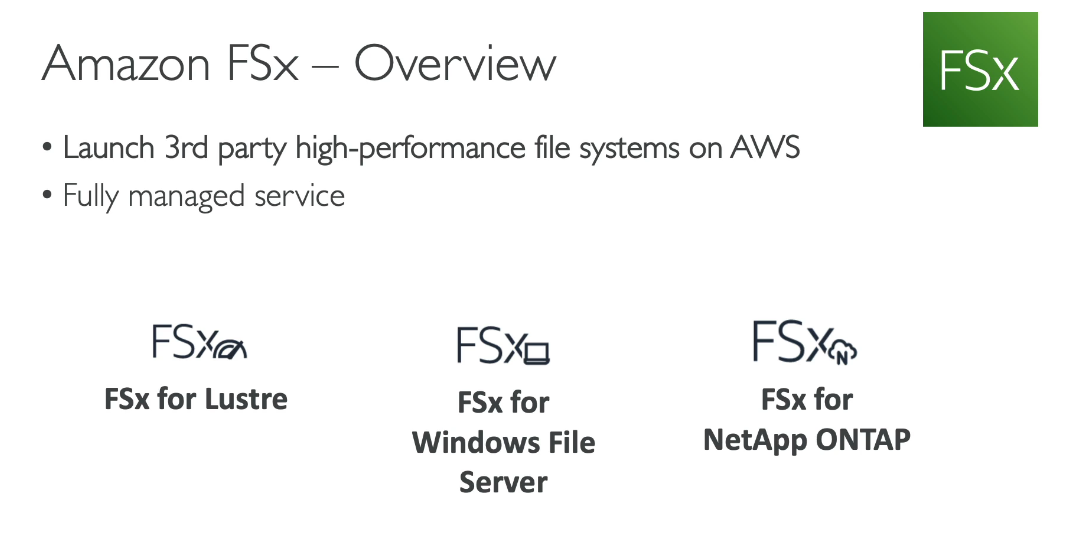 Amazon FSx – Overview
FSx
• Launch 3rd party high-performance file systems on AWS
• Fully managed service
FSx
FSx for Lustre
FSx
FSx for
Windows File
Server
FSx N
FSx for
NetApp ONTAP